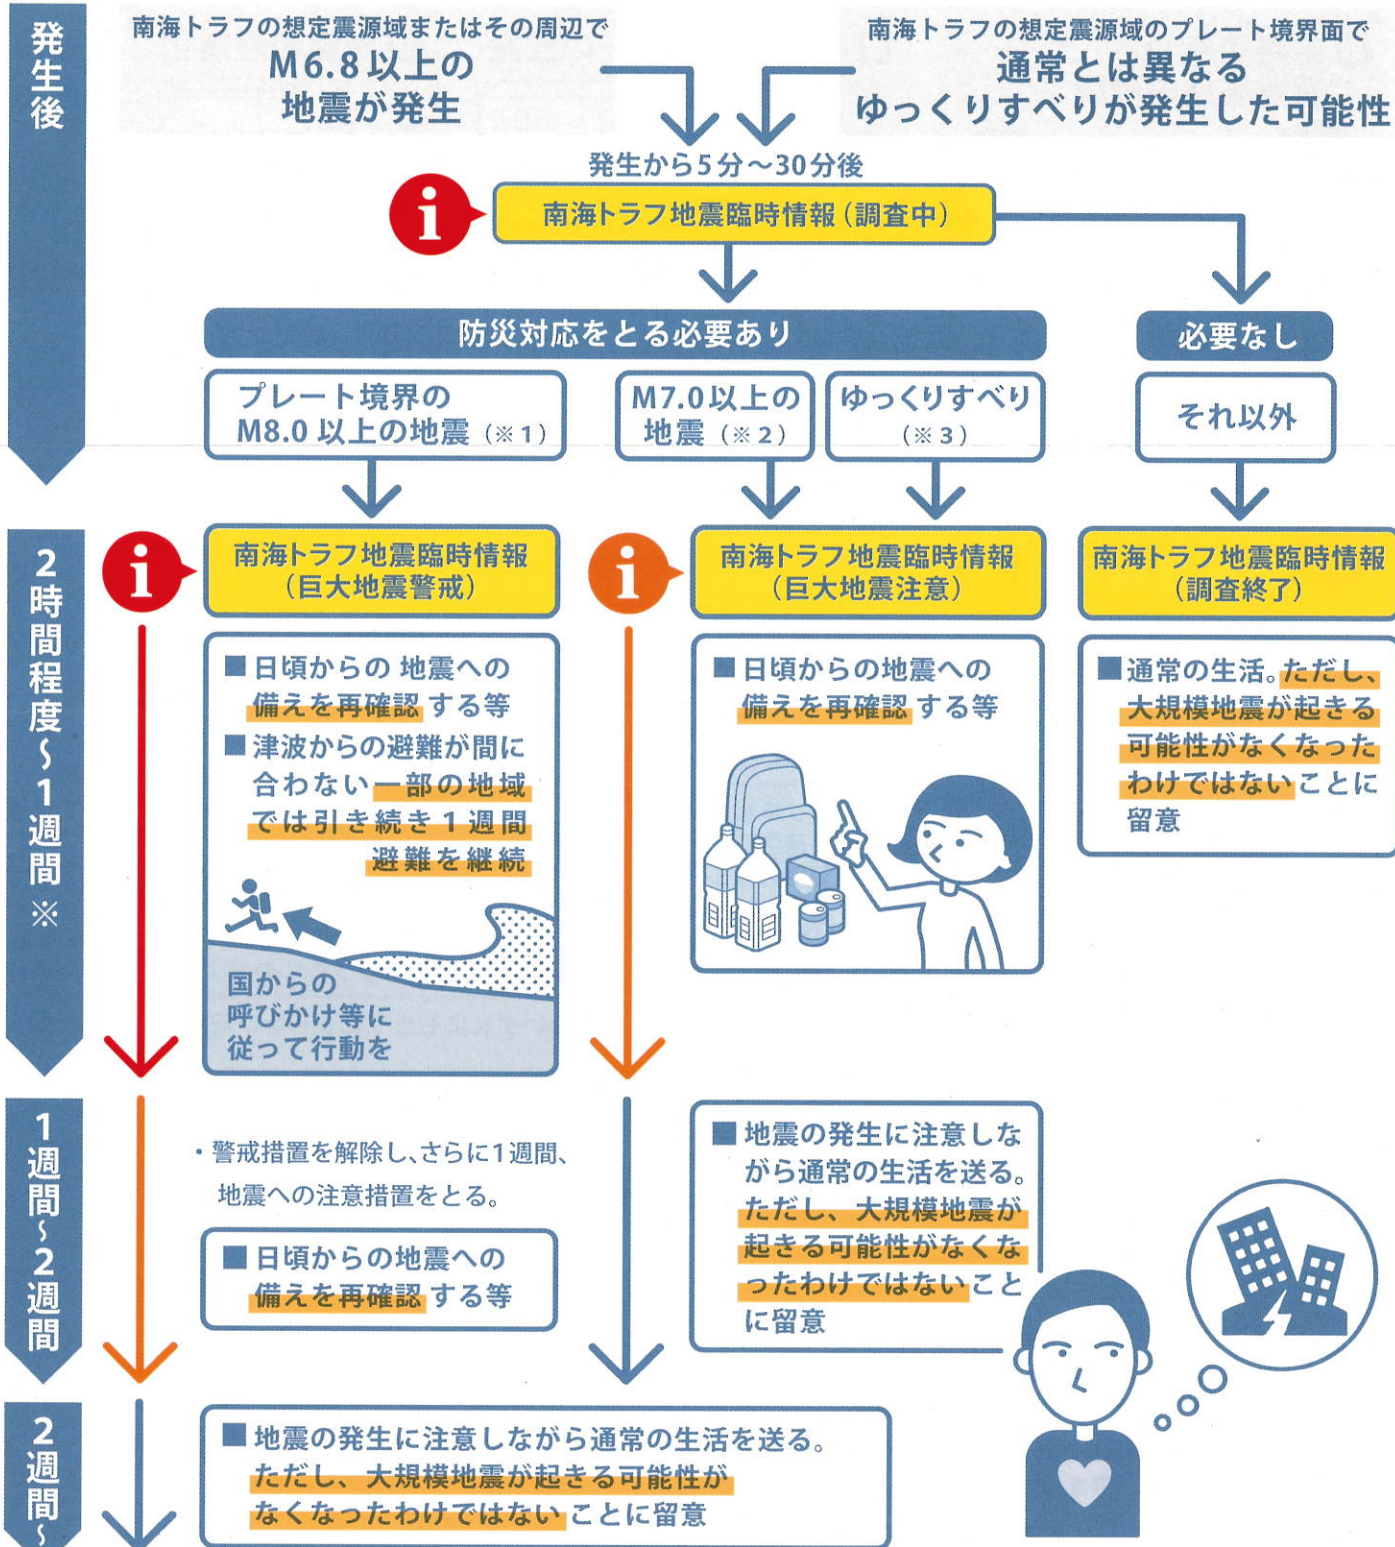 発生後
南海トラフの想定震源域またはその周辺で
M6.8以上の
地震が発生
南海トラフの想定震源域のプレート境界面で
通常とは異なる
ゆっくりすべりが発生した可能性
発生から5分～30分後
i
南海トラフ地震臨時情報（調査中）
防災対応をとる必要あり
必要なし
プレート境界の
M8.0 以上の地震（※1）
M7.0以上の
地震（※2）
ゆっくりすべり
（※3）
それ以外
2時間程度～1週間※
i
南海トラフ地震臨時情報
（巨大地震警戒）
■日頃からの 地震への
備えを再確認 する等
■津波からの避難が間に
合わない一部の地域
では引き続き1週間
避難を継続
国からの
呼びかけ等に
従って行動を
i
南海トラフ地震臨時情報
（巨大地震注意）
■日頃からの地震への
備えを再確認 する等
南海トラフ地震臨時情報
（調査終了）
■通常の生活。ただし、
大規模地震が起きる
可能性がなくなった
わけではないことに
留意
1週間～2週間
・警戒措置を解除し、さらに1週間、
地震への注意措置をとる。
■日頃からの地震への
備えを再確認 する等
■地震の発生に注意しな
がら通常の生活を送る。
ただし、大規模地震が
起きる可能性がなくな
ったわけではないこと
に留意
2週間～
■地震の発生に注意しながら通常の生活を送る。
ただし、大規模地震が起きる可能性が
なくなったわけではない ことに留意